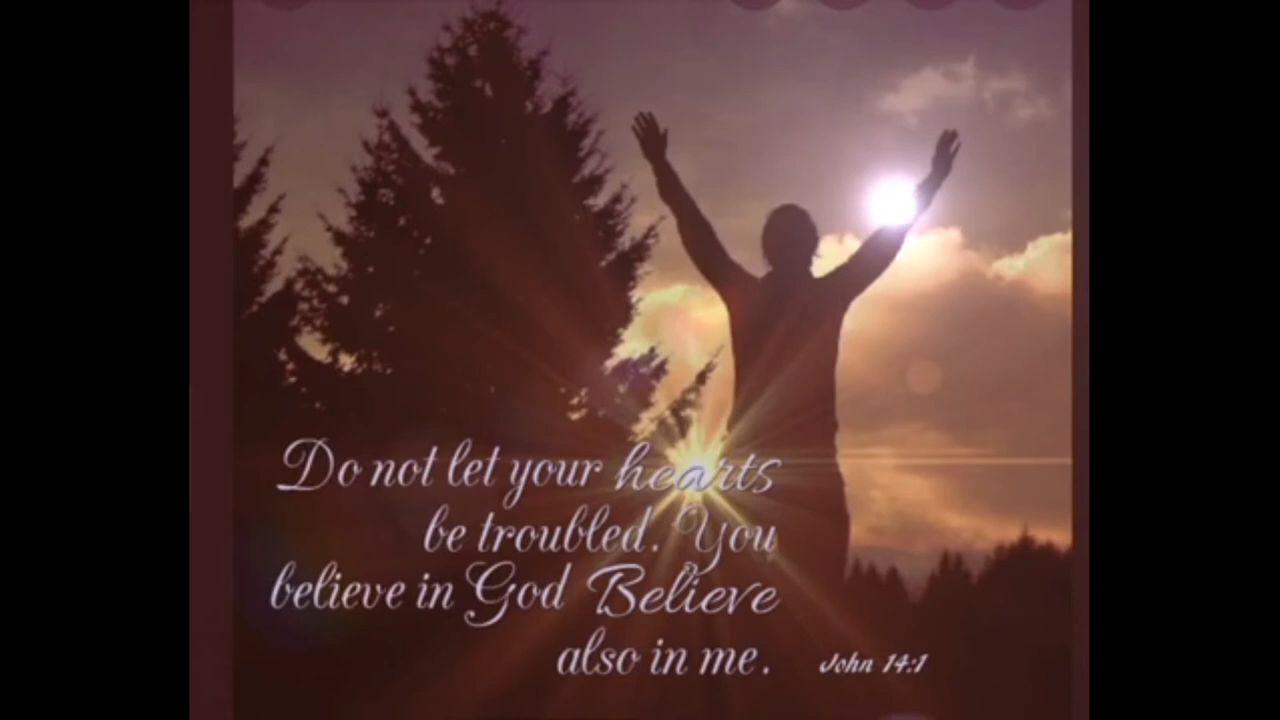 Do not let your hearts
be troubled. You
believe in God Believe
also in me. John 14:1